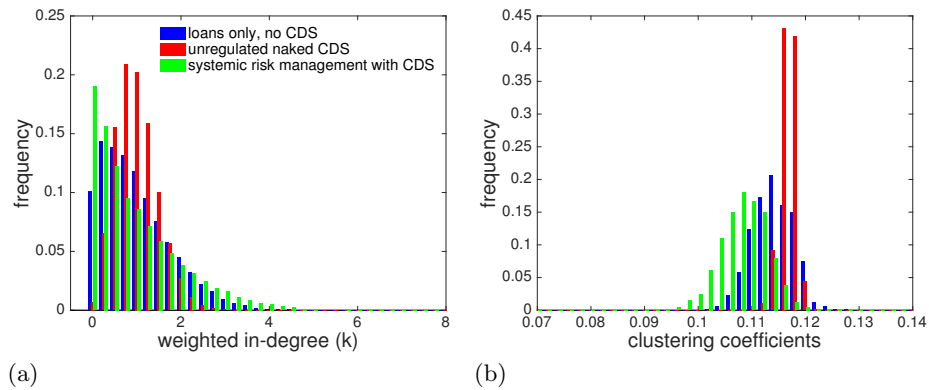 0.25
0.2
0.15
0.1
0.05
0
frequency
0 2 4 6 8
weighted in-degree (k)
loans only, no CDS
unregulated naked CDS
systemic risk management with CDS
(a)
0.45
0.4
0.35
0.3
0.25
0.2
0.15
0.1
0.05
0
frequency
0.07 0.08 0.09 0.1 0.11 0.12 0.13 0.14
clustering coefficients
(b)